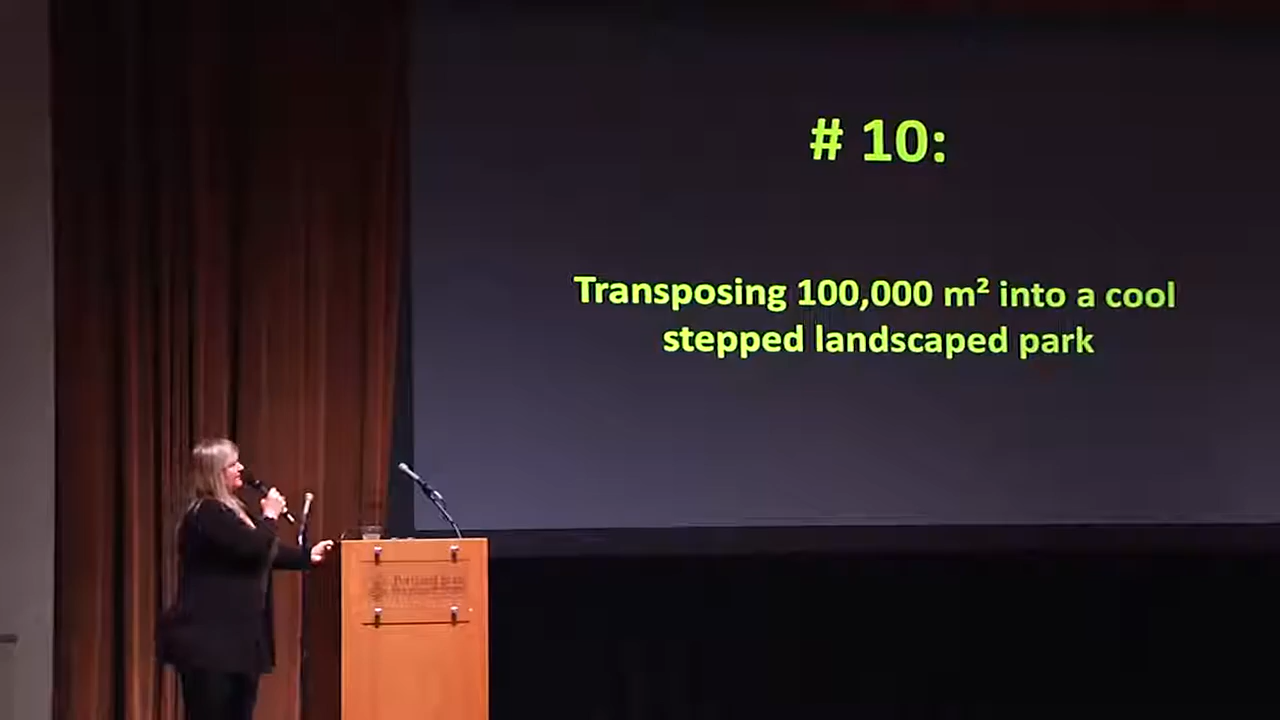 # 10:
Transposing 100,000 m² into a cool
stepped landscaped park